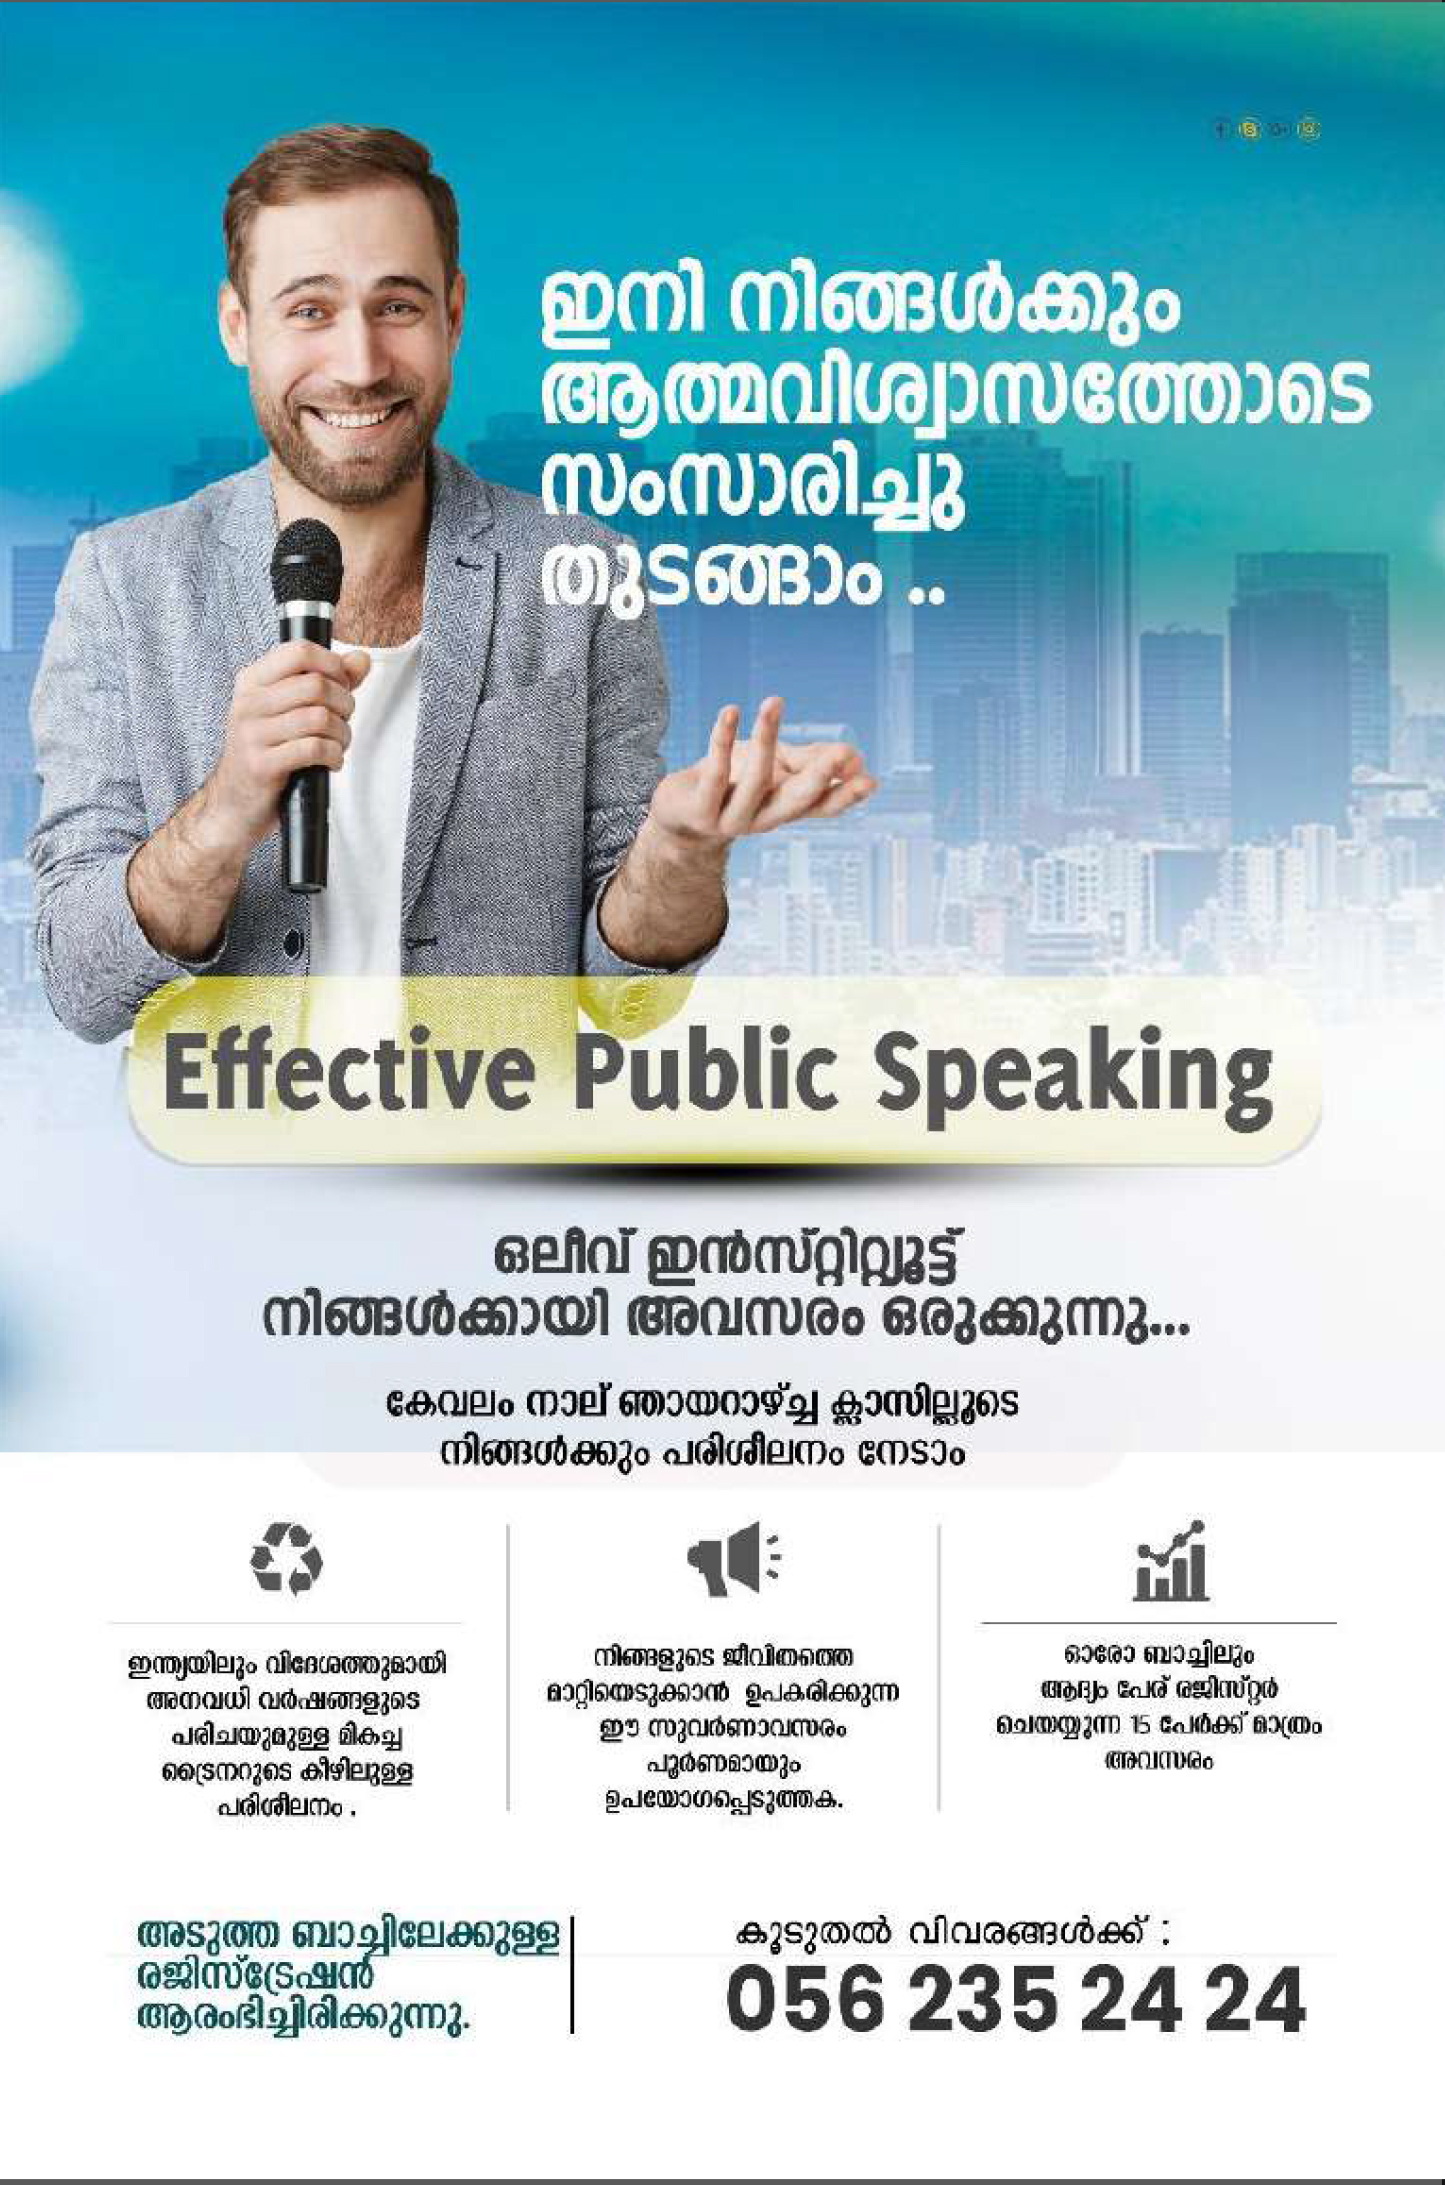 ഇനി നിങ്ങൾക്കും
ആത്മവിശ്വാസത്തോടെ
സംസാരിച്ചു
തുടങ്ങാം ..
Effective Public Speaking
ഒലീവ് ഇൻസ്റ്റിറ്റ്യൂട്ട്
നിങ്ങൾക്കായി അവസരം ഒരുക്കുന്നു...
കേവലം നാല് ഞായറാഴ്ച്ച ക്ലാസില്ലൂടെ
നിങ്ങൾക്കും പരിശീലനം നേടാം
ഇന്ത്യയിലും വിദേശത്തുമായി
അനവധി വർഷങ്ങളുടെ
പരിചയുമുള്ള മികച്ച
ട്രൈനറുടെ കീഴിലുള്ള
പരിശീലനം .
നിങ്ങളുടെ ജീവിതത്തെ
മാറ്റിയെടുക്കാൻ ഉപകരിക്കുന്ന
ഈ സുവർണാവസരം
പൂർണമായും
ഉപയോഗപ്പെടുത്തക.
ഓരോ ബാച്ചിലും
ആദ്യം പേര് രജിസ്റ്റർ
ചെയയ്യുന്ന 15 പേർക്ക് മാത്രം
അവസരം
അടുത്ത ബാച്ചിലേക്കുള്ള
രജിസ്ട്രേഷൻ
ആരംഭിച്ചിരിക്കുന്നു.
കൂടുതൽ വിവരങ്ങൾക്ക് :
056 235 24 24